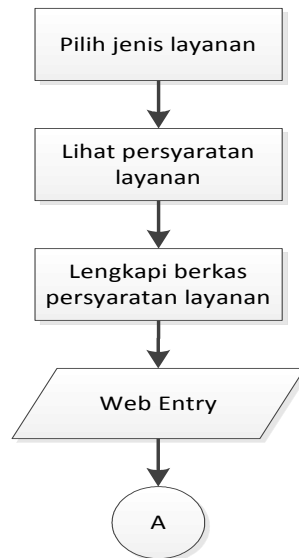 Pilih jenis layanan
Lihat persyaratan
layanan
Lengkapi berkas
persyaratan layanan
Web Entry
A